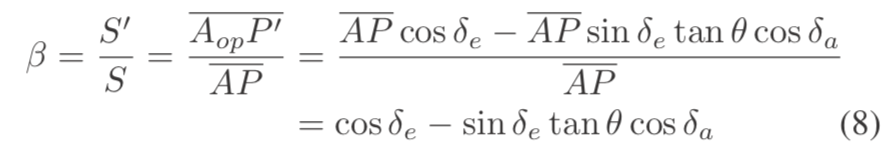 β = S′/S = \overline{A_{op}P′}/\overline{AP} = (\overline{AP} cos δ_e − \overline{AP} sin δ_e tan θ cos δ_a)/\overline{AP}
= cos δ_e − sin δ_e tan θ cos δ_a (8)